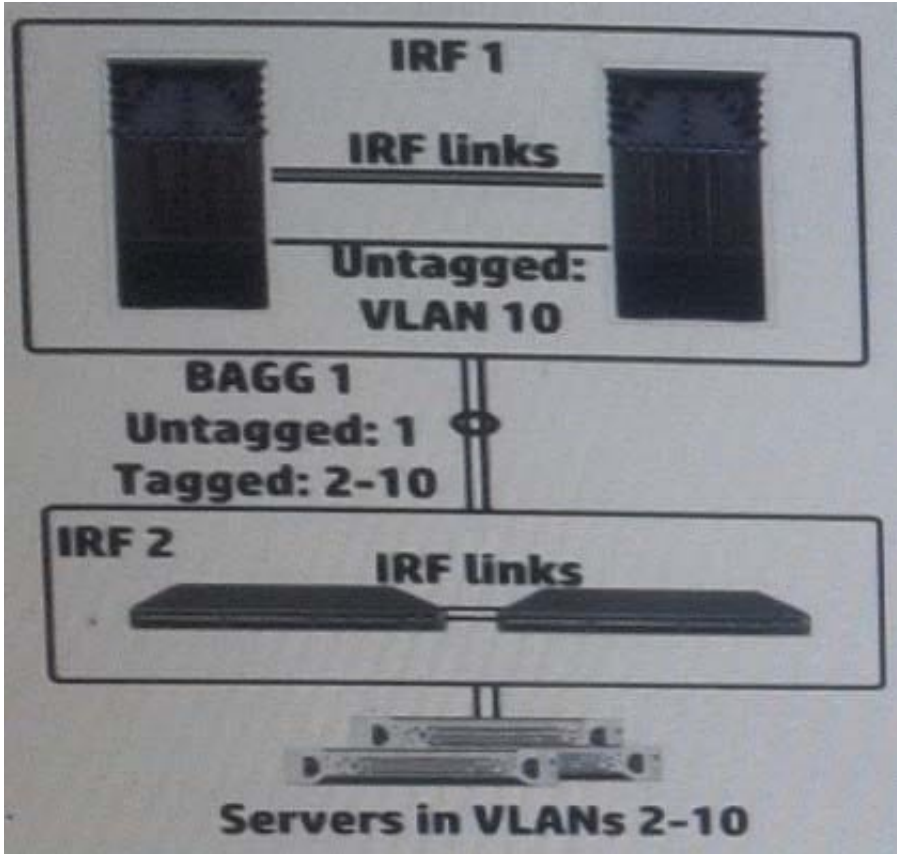 IRF 1
IRF links
Untagged:
VLAN 10
BAGG 1
Untagged: 1
Tagged: 2-10
IRF 2
IRF links
Servers in VLANs 2-10